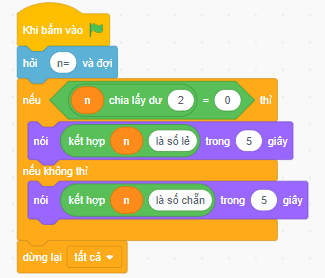 Khi bấm vào
hỏi n= và đợi
nếu n chia lấy dư 2 = 0 thì
nói kết hợp n là số lẻ trong 5 giây
nếu không thì
nói kết hợp n là số chẵn trong 5 giây
dừng lại tất cả